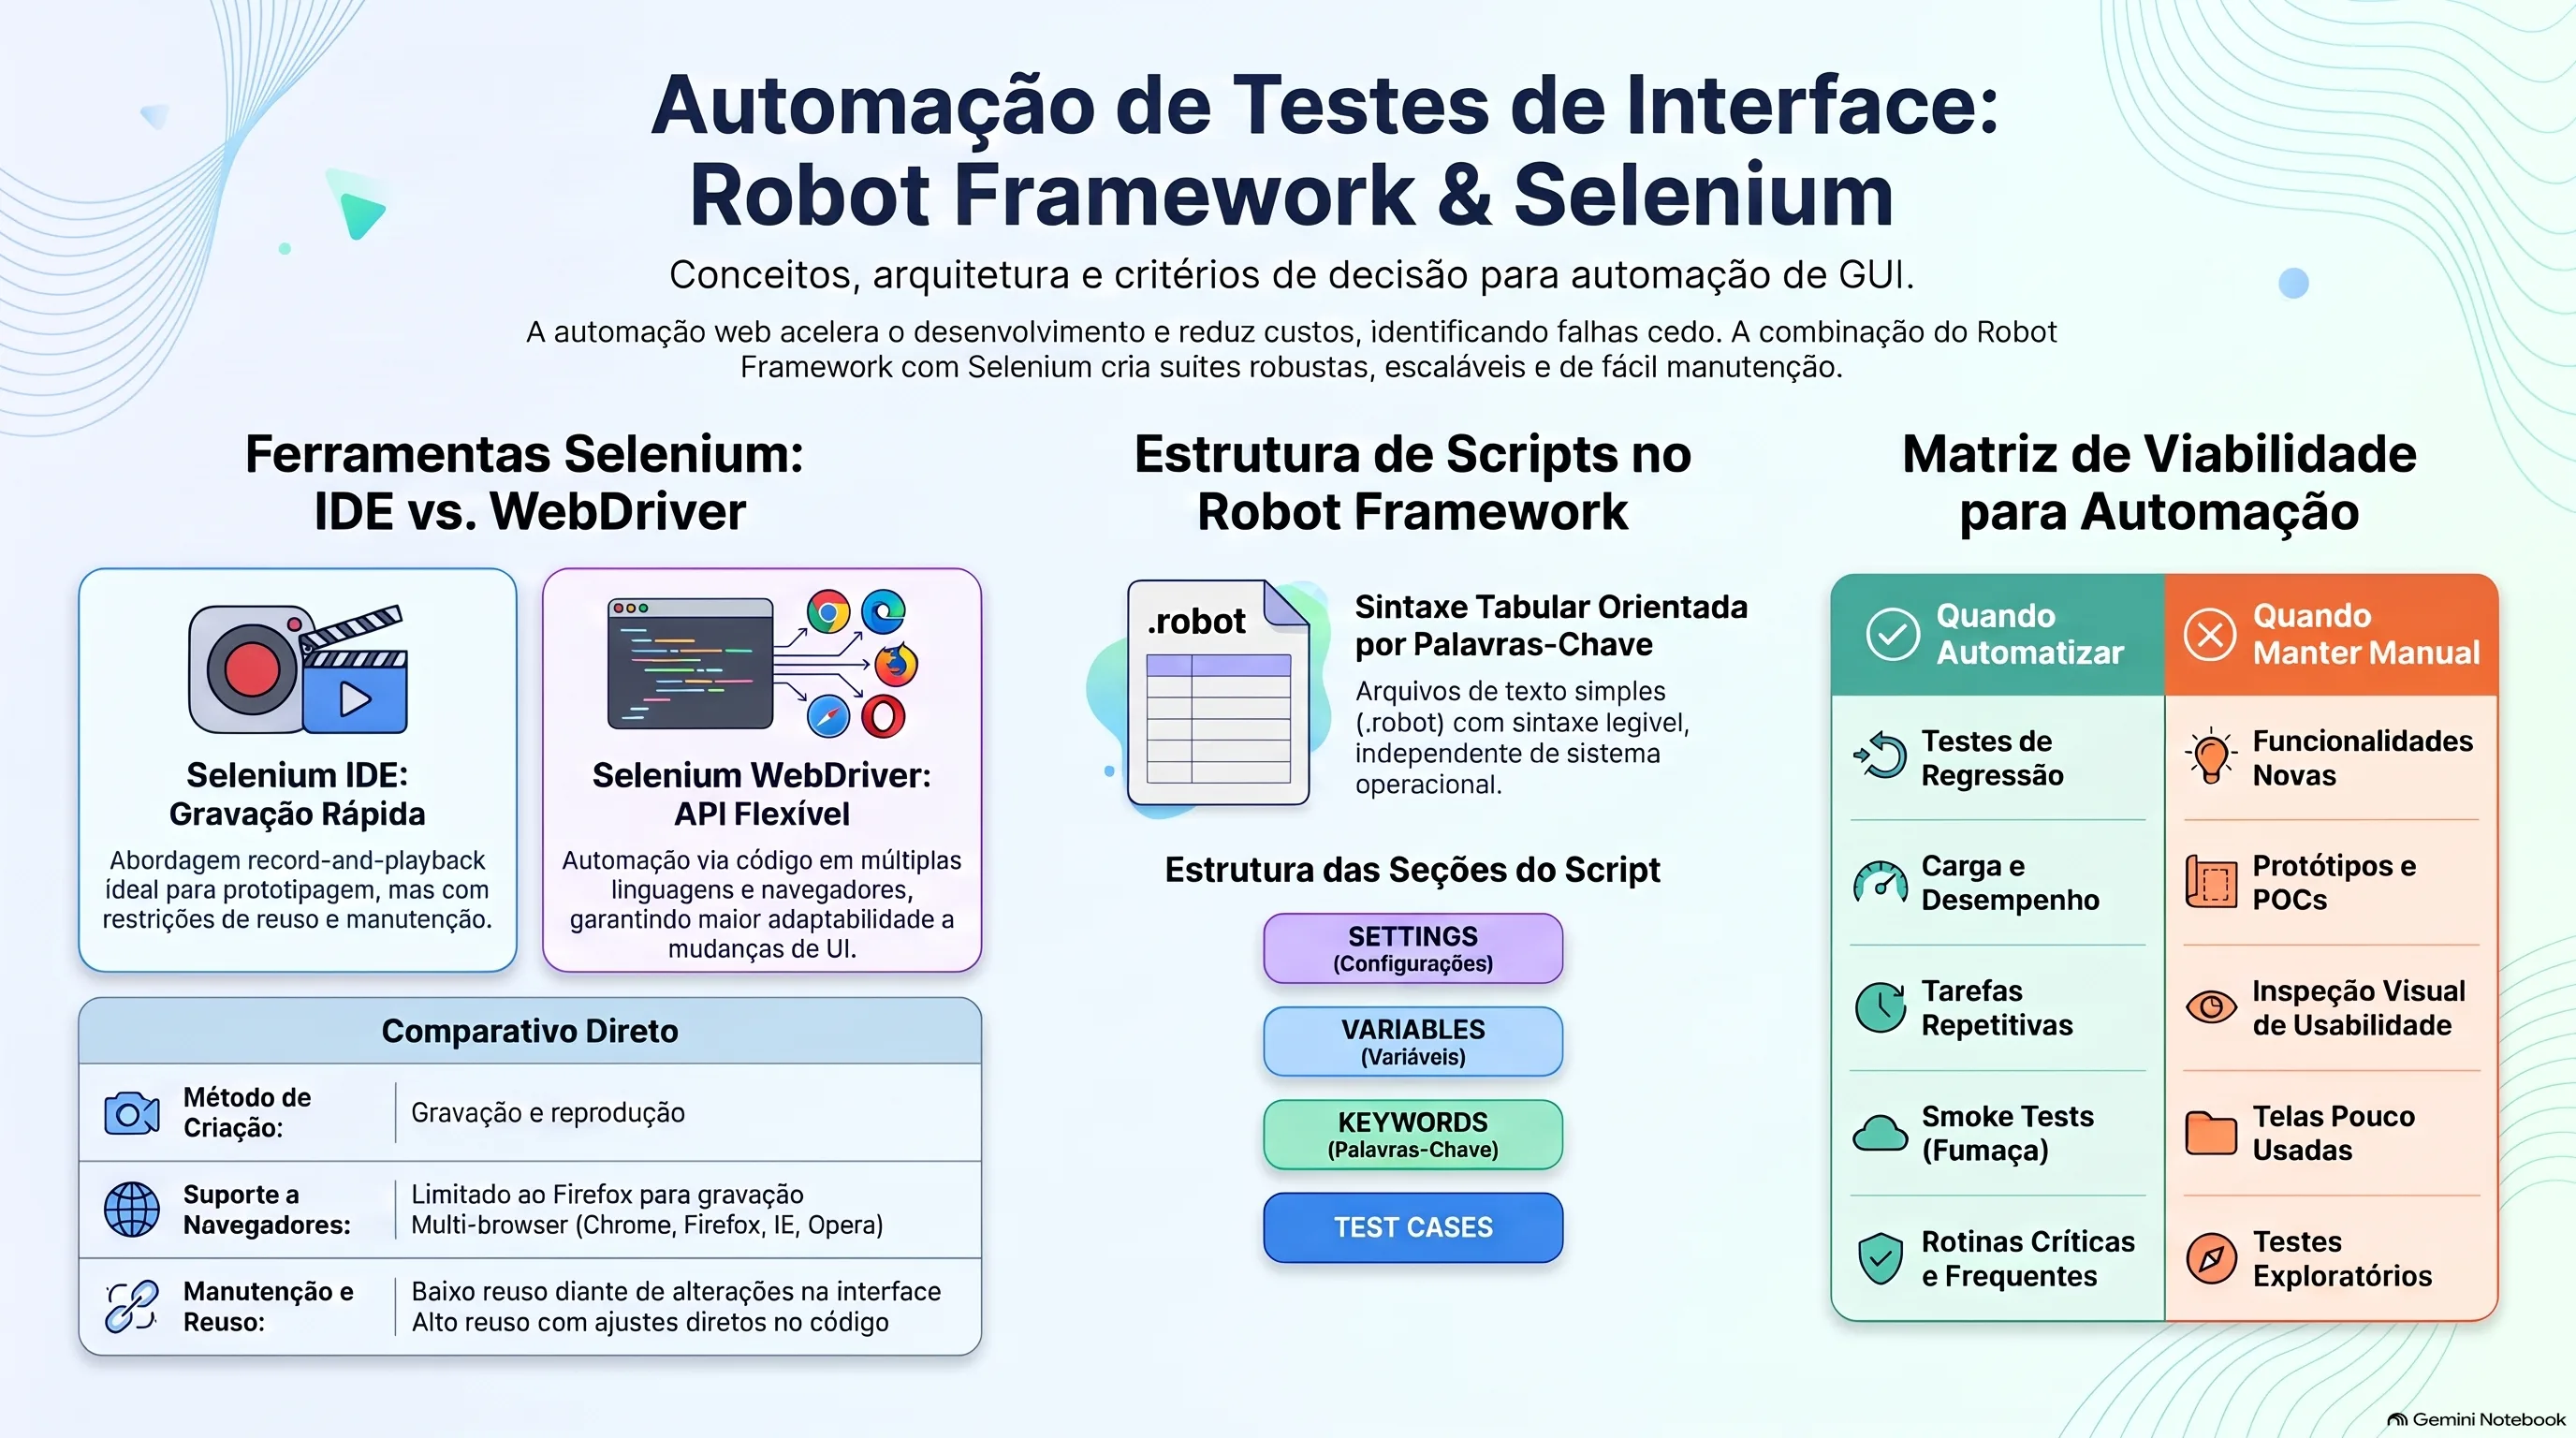 Automação de Testes de Interface:
Robot Framework & Selenium
Conceitos, arquitetura e critérios de decisão para automação de GUI.
A automação web acelera o desenvolvimento e reduz custos, identificando falhas cedo. A combinação do Robot
Framework com Selenium cria suítes robustas, escaláveis e de fácil manutenção.
Ferramentas Selenium:
IDE vs. WebDriver
Selenium IDE:
Gravação Rápida
Abordagem record-and-playback
ídeal para prototipagem, mas com
restrições de reuso e manutenção.
Selenium WebDriver:
API Flexível
Automação via código em múltiplas
linguagens e navegadores,
garantindo maior adaptabilidade a
mudanças de UI.
Comparativo Direto
Método de
Criação:
Gravação e reprodução
Suporte a
Navegadores:
Limitado ao Firefox para gravação
Multi-browser (Chrome, Firefox, IE, Opera)
Manutenção e
Reuso:
Baixo reuso diante de alterações na interface
Alto reuso com ajustes diretos no código
Estrutura de Scripts no
Robot Framework
.robot
Sintaxe Tabular Orientada
por Palavras-Chave
Arquivos de texto simples
(.robot) com sintaxe legivel,
independente de sistema
operacional.
Estrutura das Seções do Script
SETTINGS
(Configurações)
VARIABLES
(Variáveis)
KEYWORDS
(Palavras-Chave)
TEST CASES
Matriz de Viabilidade
para Automação
Quando
Automatizar
Quando
Manter Manual
Testes de
Regressão
Funcionalidades
Novas
Carga e
Desempenho
Protótipos e
POCs
Tarefas
Repetitivas
Inspeção Visual
de Usabilidade
Smoke Tests
(Fumaça)
Telas Pouco
Usadas
Rotinas Críticas
e Frequentes
Testes
Exploratórios
Gemini Notebook